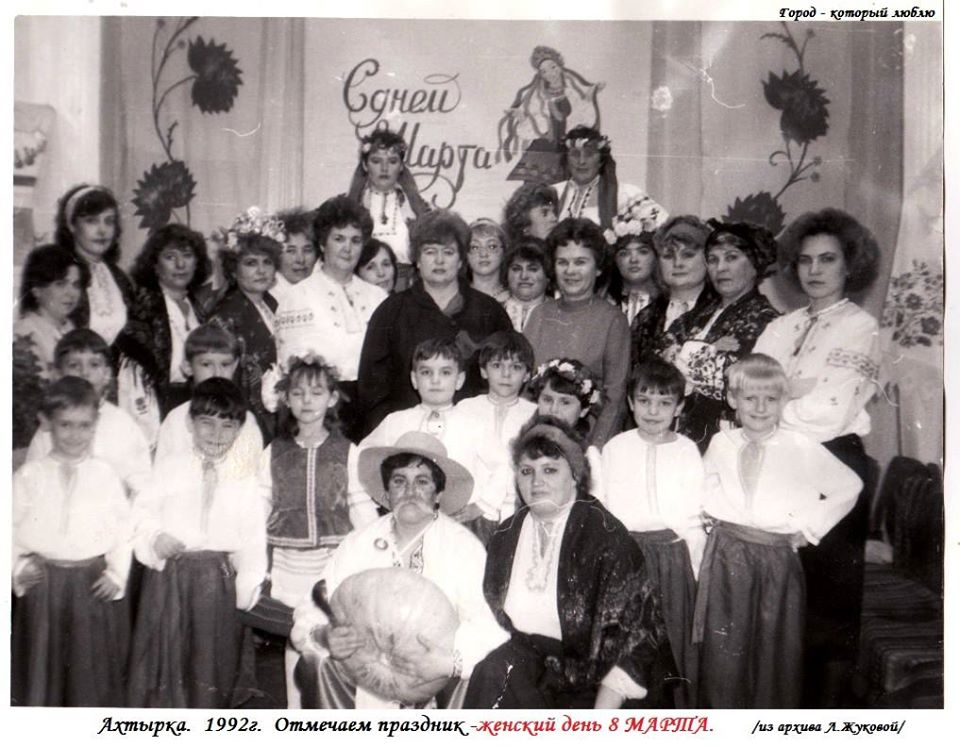 Город - который люблю
С днем
Марта
Ахтырка. 1992г. Отмечаем праздник -женский день 8 МАРТА. /из архива Л.Жуковой/